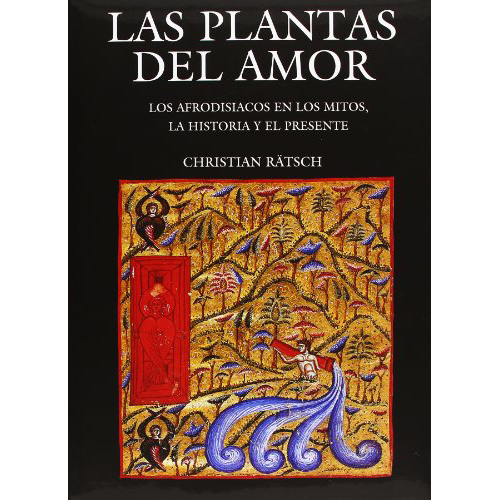 LAS PLANTAS
DEL AMOR
LOS AFRODISIACOS EN LOS MITOS,
LA HISTORIA Y EL PRESENTE
CHRISTIAN RÄTSCH